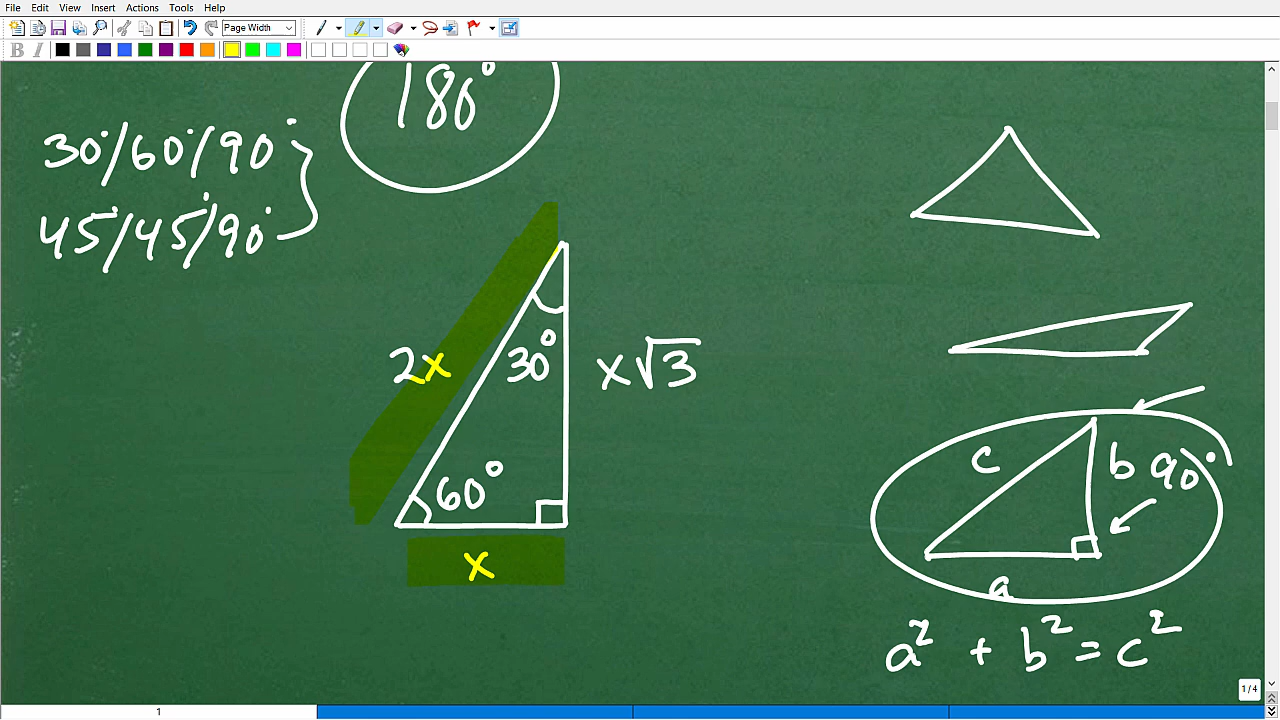 File Edit View Insert Actions Tools Help
Page Width
B I
180°
30°/60°/90°
45°/45°/90°
2x
30°
x√3
60°
x
c
b
90°
a
a² + b² = c²
1/4
1